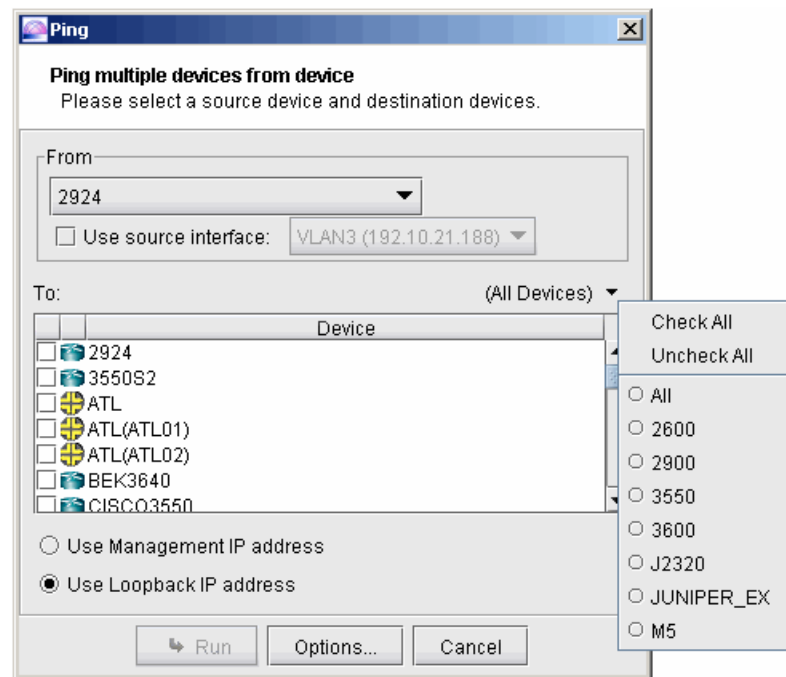 Ping
Ping multiple devices from device
Please select a source device and destination devices.
From
2924
Use source interface: VLAN3 (192.10.21.188)
To: (All Devices)
Device
2924
3550S2
ATL
ATL(ATL01)
ATL(ATL02)
BEK3640
CISCO3550
Use Management IP address
Use Loopback IP address
Run Options... Cancel
Check All
Uncheck All
All
2600
2900
3550
3600
J2320
JUNIPER_EX
M5